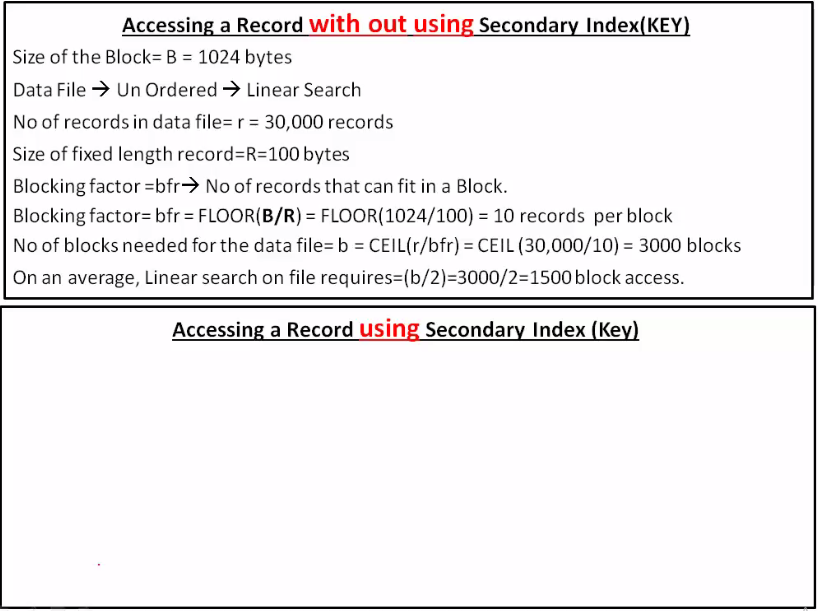 Accessing a Record with out using Secondary Index(KEY)
Size of the Block= B = 1024 bytes
Data File → Un Ordered → Linear Search
No of records in data file= r = 30,000 records
Size of fixed length record=R=100 bytes
Blocking factor =bfr→ No of records that can fit in a Block.
Blocking factor= bfr = FLOOR(B/R) = FLOOR(1024/100) = 10 records per block
No of blocks needed for the data file= b = CEIL(r/bfr) = CEIL (30,000/10) = 3000 blocks
On an average, Linear search on file requires=(b/2)=3000/2=1500 block access.
Accessing a Record using Secondary Index (Key)